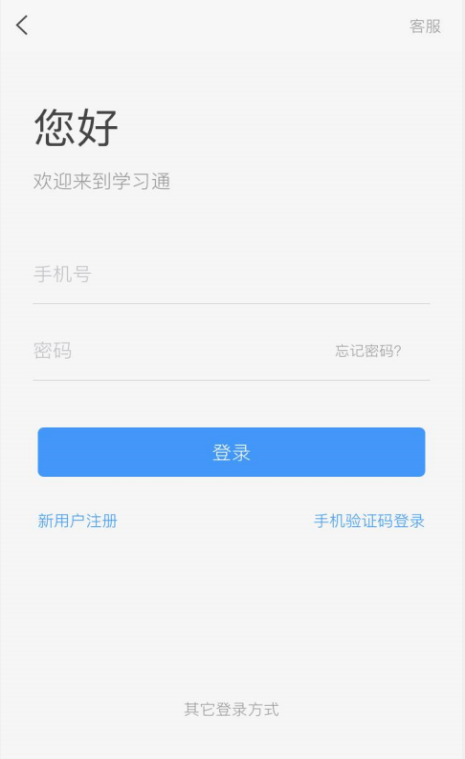 客服
您好
欢迎来到学习通
手机号
密码 忘记密码?
登录
新用户注册 手机验证码登录
其它登录方式